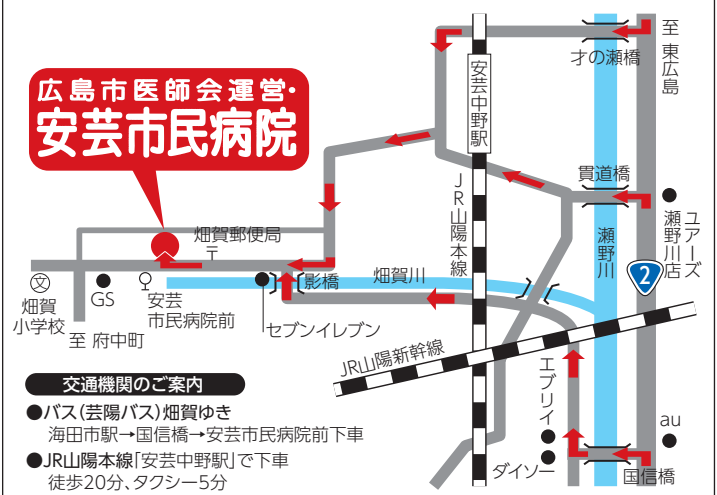 広島市医師会運営・
安芸市民病院
至 東広島
才の瀬橋
安芸中野駅
JR山陽本線
貫道橋
ユアーズ
瀬野川店
瀬野川
2
畑賀郵便局
〒
影橋
畑賀川
文
畑賀
小学校
GS
安芸
市民病院前
セブンイレブン
至 府中町
JR山陽新幹線
エブリイ
ダイソー
au
国信橋
交通機関のご案内
●バス(芸陽バス)畑賀ゆき
海田市駅→国信橋→安芸市民病院前下車
●JR山陽本線「安芸中野駅」で下車
徒歩20分、タクシー5分